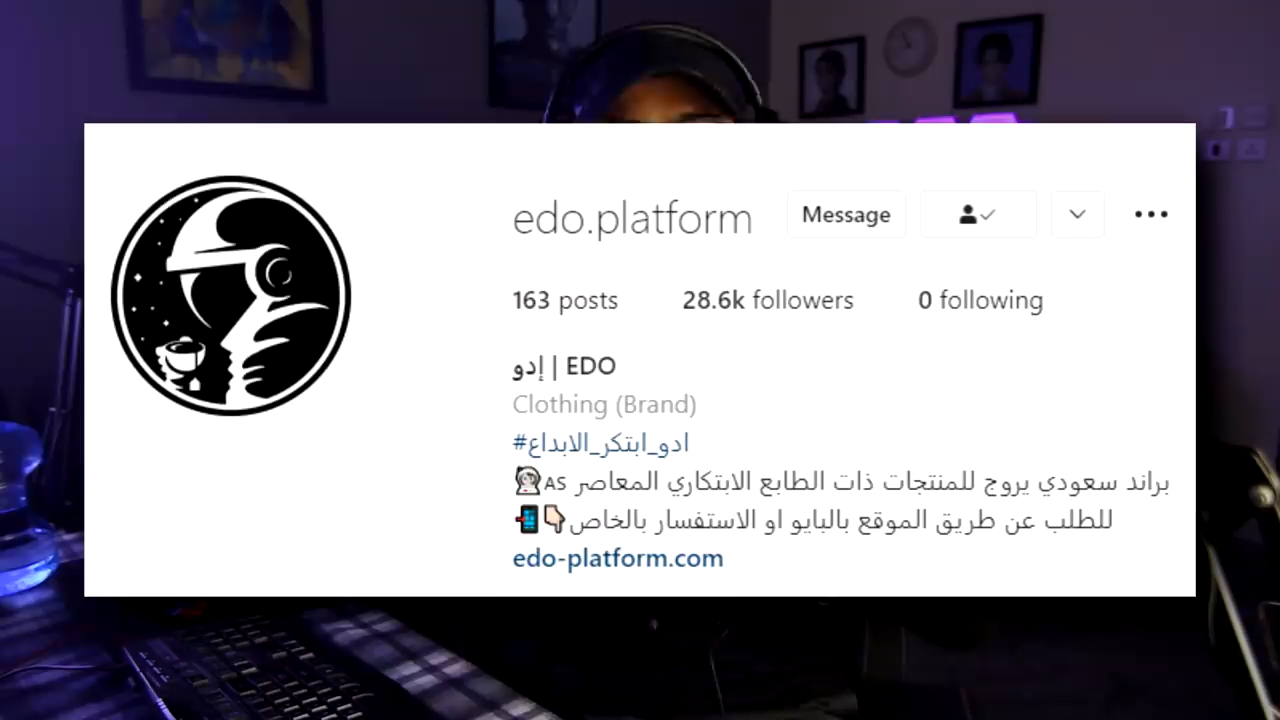 edo.platform Message
163 posts 28.6k followers 0 following
إدو | EDO
Clothing (Brand)
#ادو_ابتكر_الابداع
براند سعودي يروج للمنتجات ذات الطابع الابتكاري المعاصر AS
للطلب عن طريق الموقع بالبايو او الاستفسار بالخاص
edo-platform.com